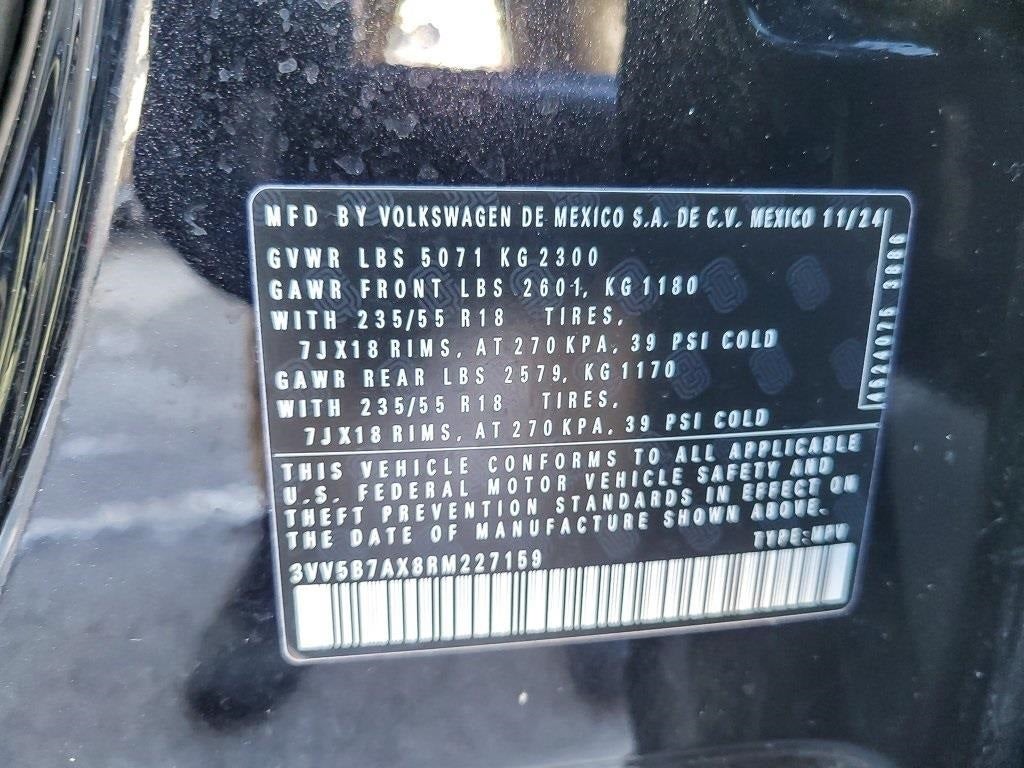 MFD BY VOLKSWAGEN DE MEXICO S.A. DE C.V. MEXICO 11/24
GVWR LBS 5071 KG 2300
GAWR FRONT LBS 2601, KG 1180
WITH 235/55 R18 TIRES,
7JX18 RIMS, AT 270 KPA, 39 PSI COLD
GAWR REAR LBS 2579, KG 1170
WITH 235/55 R18 TIRES,
7JX18 RIMS, AT 270 KPA, 39 PSI COLD
THIS VEHICLE CONFORMS TO ALL APPLICABLE
U.S. FEDERAL MOTOR VEHICLE SAFETY AND
THEFT PREVENTION STANDARDS IN EFFECT ON
THE DATE OF MANUFACTURE SHOWN ABOVE.
TYPE: MPV
3VV5B7AX8RM227159